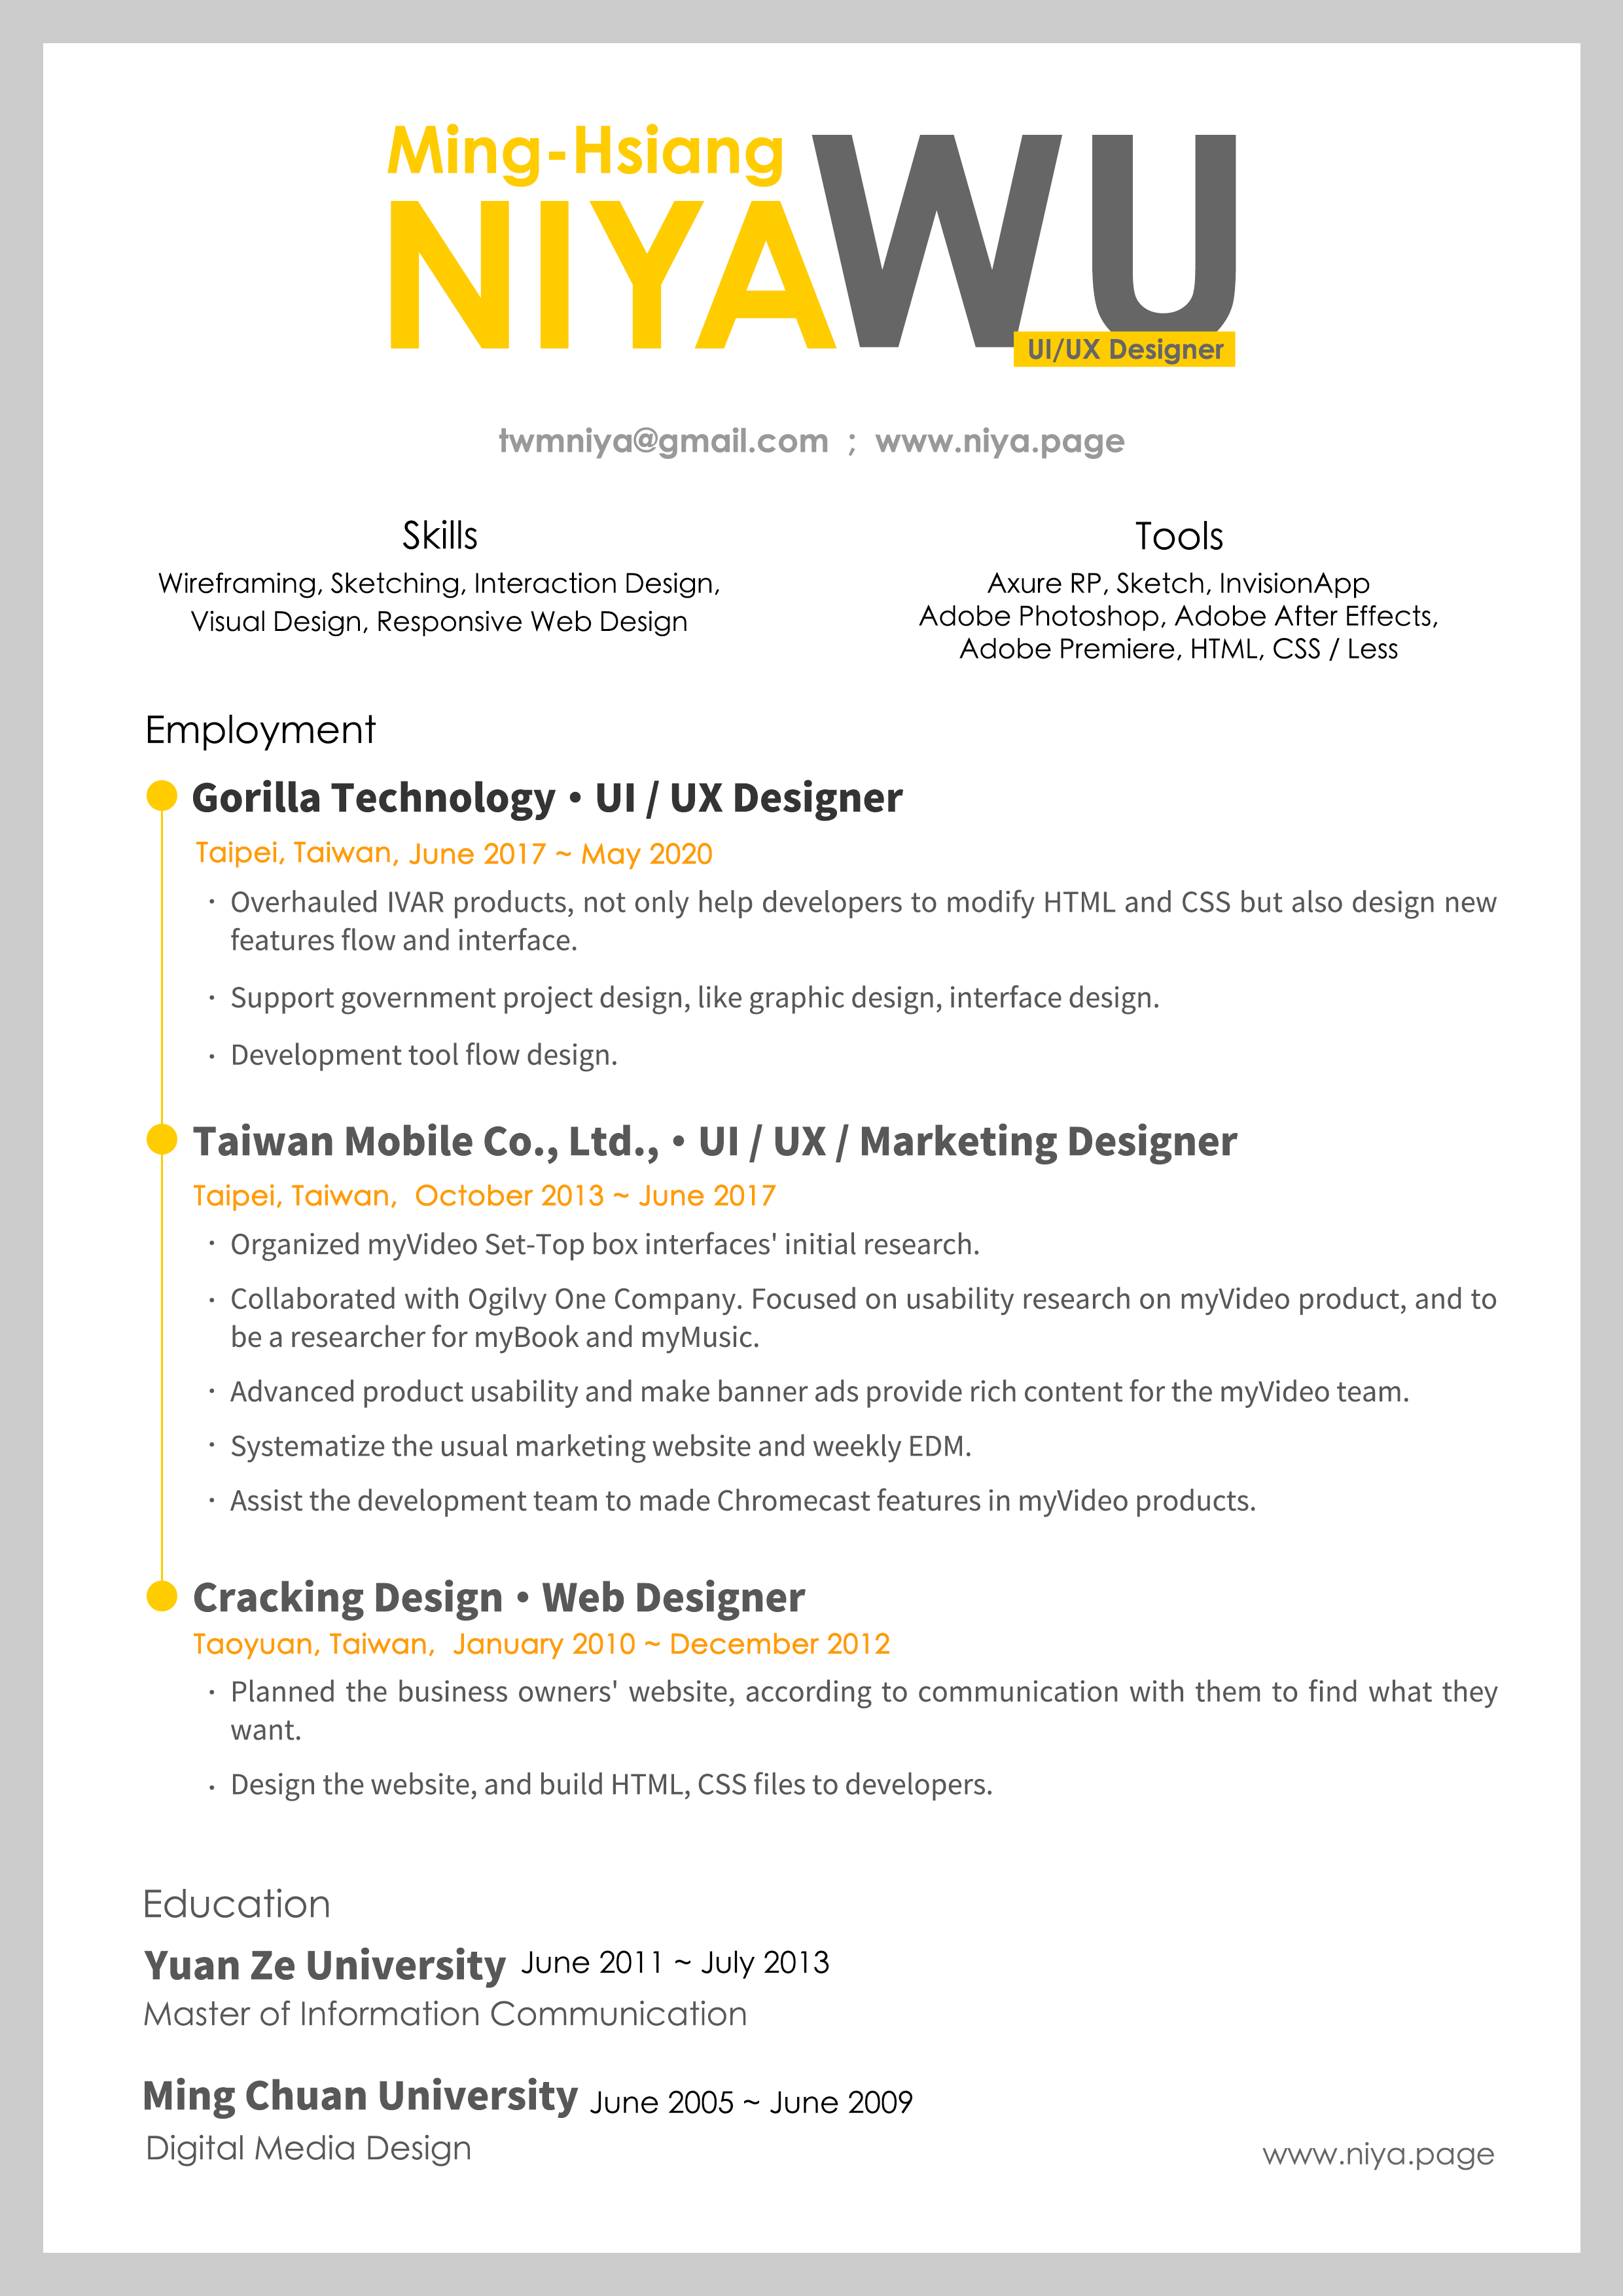 Ming-Hsiang
NIYA WU
UI/UX Designer
twmniya@gmail.com ; www.niya.page
Skills
Wireframing, Sketching, Interaction Design,
Visual Design, Responsive Web Design
Tools
Axure RP, Sketch, InvisionApp
Adobe Photoshop, Adobe After Effects,
Adobe Premiere, HTML, CSS / Less
Employment
Gorilla Technology • UI / UX Designer
Taipei, Taiwan, June 2017 ~ May 2020
· Overhauled IVAR products, not only help developers to modify HTML and CSS but also design new
features flow and interface.
· Support government project design, like graphic design, interface design.
· Development tool flow design.
Taiwan Mobile Co., Ltd., • UI / UX / Marketing Designer
Taipei, Taiwan, October 2013 ~ June 2017
· Organized myVideo Set-Top box interfaces' initial research.
· Collaborated with Ogilvy One Company. Focused on usability research on myVideo product, and to
be a researcher for myBook and myMusic.
· Advanced product usability and make banner ads provide rich content for the myVideo team.
· Systematize the usual marketing website and weekly EDM.
· Assist the development team to made Chromecast features in myVideo products.
Cracking Design • Web Designer
Taoyuan, Taiwan, January 2010 ~ December 2012
· Planned the business owners' website, according to communication with them to find what they
want.
· Design the website, and build HTML, CSS files to developers.
Education
Yuan Ze University June 2011 ~ July 2013
Master of Information Communication
Ming Chuan University June 2005 ~ June 2009
Digital Media Design
www.niya.page